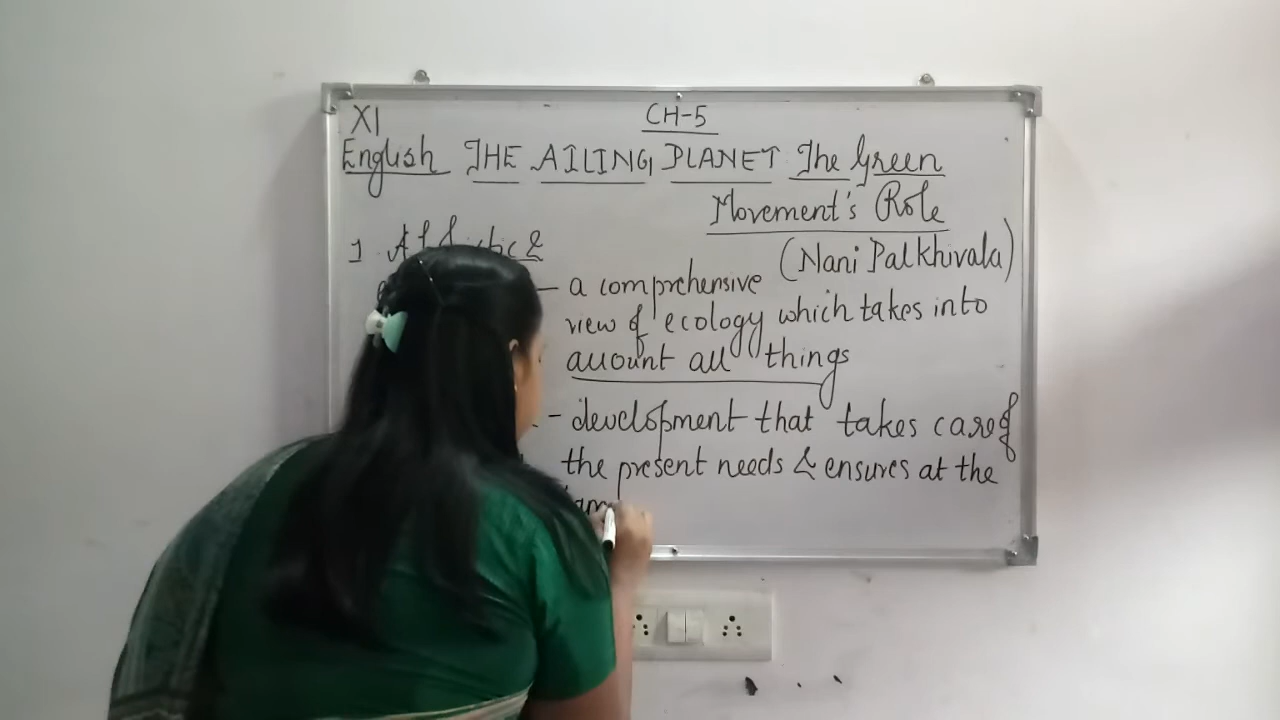 XI
CH-5
English THE AILING PLANET The Green
Movement's Role
(Nani Palkhivala)
1
- a comprehensive
view of ecology which takes into
account all things
- development that takes care of
the present needs & ensures at the